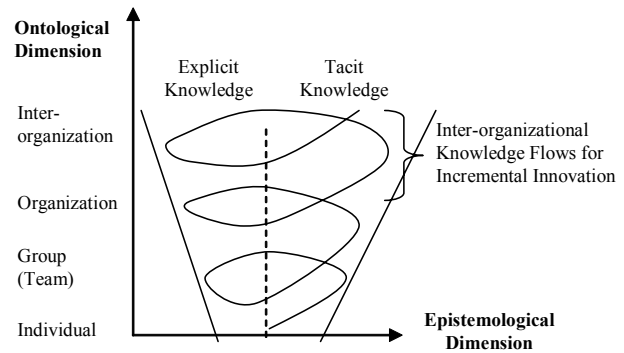 Ontological
Dimension
Explicit
Knowledge
Tacit
Knowledge
Inter-
organization
Inter-organizational
Knowledge Flows for
Incremental Innovation
Organization
Group
(Team)
Individual
Epistemological
Dimension